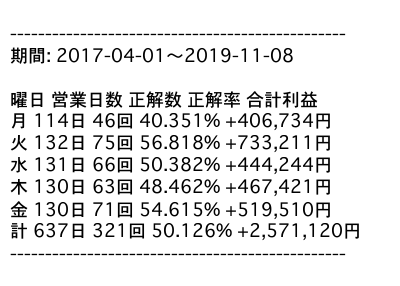 ------------------------------------------------
期間: 2017-04-01〜2019-11-08
曜日 営業日数 正解数 正解率 合計利益
月 114日 46回 40.351% +406,734円
火 132日 75回 56.818% +733,211円
水 131日 66回 50.382% +444,244円
木 130日 63回 48.462% +467,421円
金 130日 71回 54.615% +519,510円
計 637日 321回 50.126% +2,571,120円
------------------------------------------------